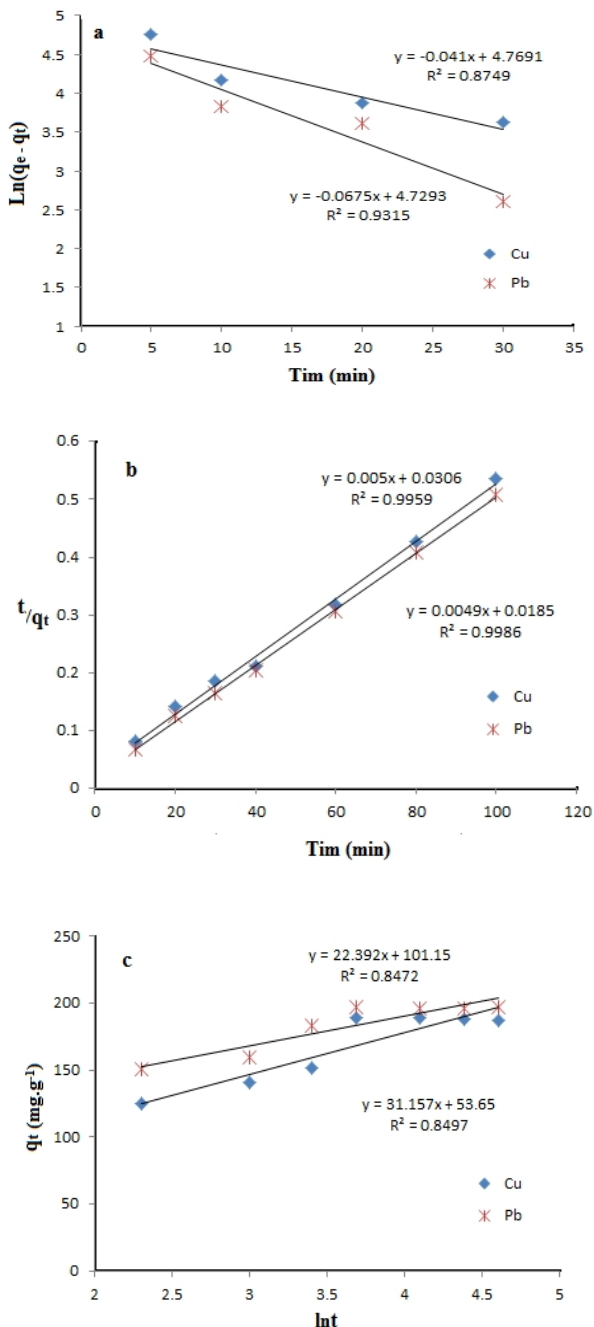 a
5
4.5
4
3.5
3
2.5
2
1.5
1
Ln(qe - qt)
y = -0.041x + 4.7691
R² = 0.8749
y = -0.0675x + 4.7293
R² = 0.9315
Cu
Pb
0 5 10 15 20 25 30 35
Tim (min)
b
0.6
0.5
0.4
0.3
0.2
0.1
0
t/qt
y = 0.005x + 0.0306
R² = 0.9959
y = 0.0049x + 0.0185
R² = 0.9986
Cu
Pb
0 20 40 60 80 100 120
Tim (min)
c
250
200
150
100
50
0
qt (mg.g-1)
y = 22.392x + 101.15
R² = 0.8472
y = 31.157x + 53.65
R² = 0.8497
Cu
Pb
2 2.5 3 3.5 4 4.5 5
lnt